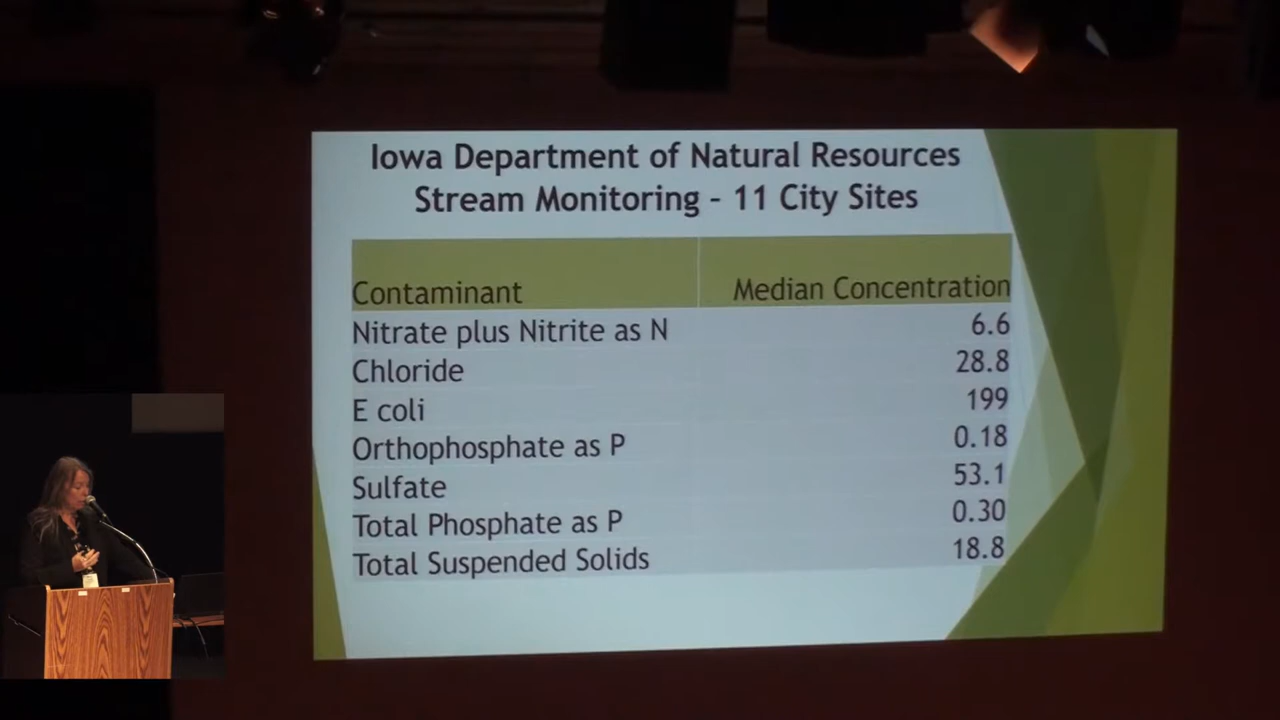 Iowa Department of Natural Resources
Stream Monitoring – 11 City Sites
Contaminant Median Concentration
Nitrate plus Nitrite as N 6.6
Chloride 28.8
E coli 199
Orthophosphate as P 0.18
Sulfate 53.1
Total Phosphate as P 0.30
Total Suspended Solids 18.8